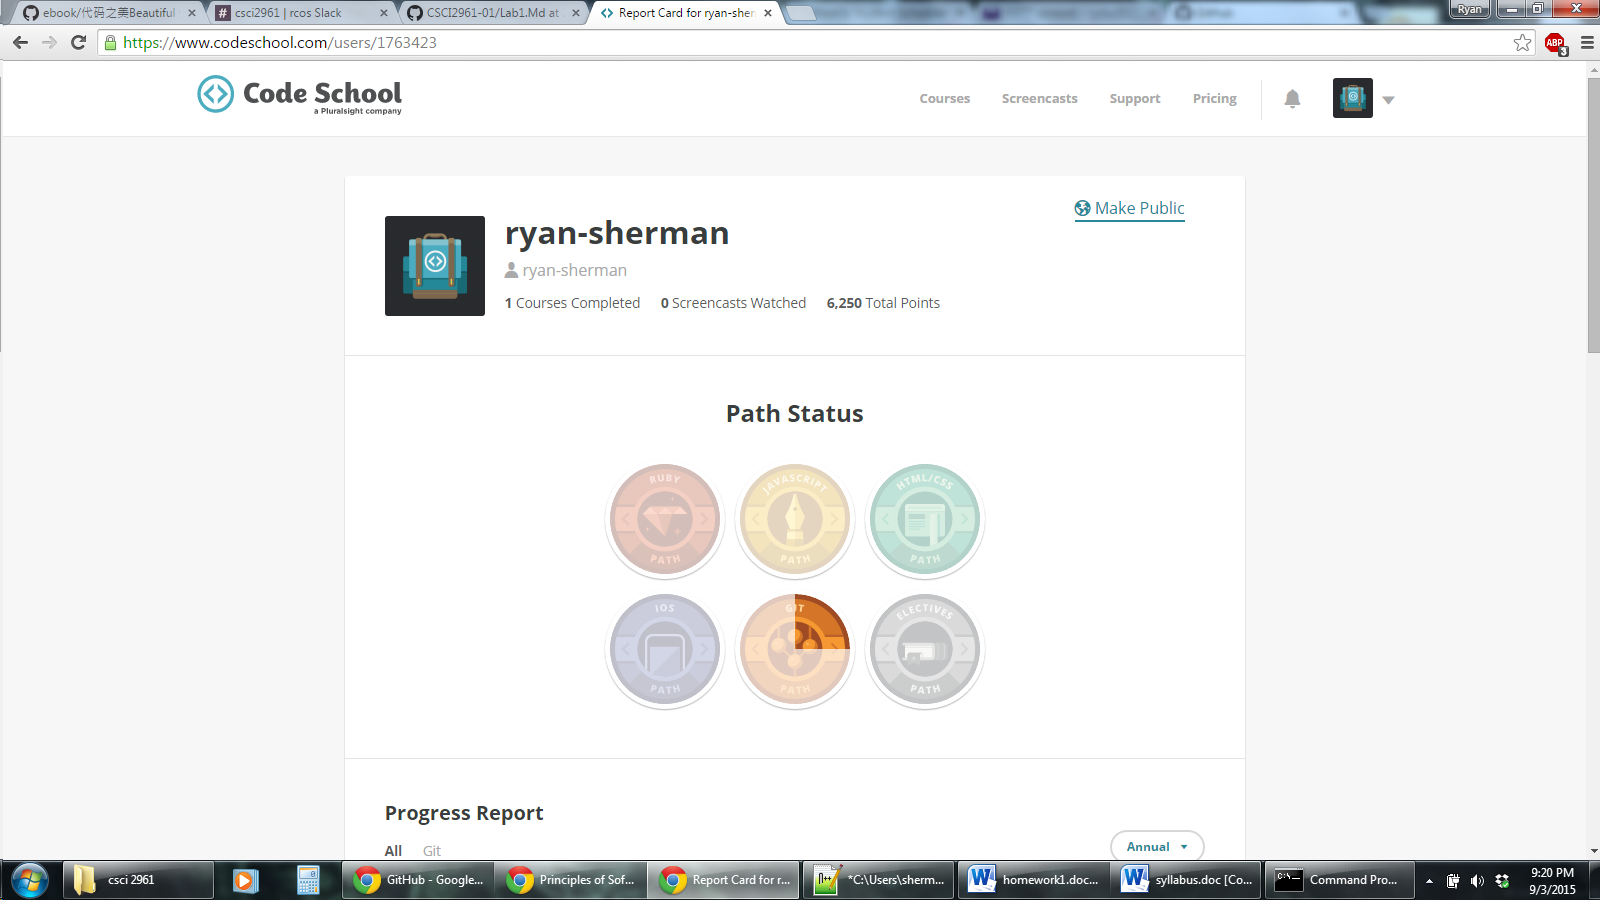 ebook/代码之美Beautiful
csci2961 | rcos Slack
CSCI2961-01/Lab1.Md at
Report Card for ryan-sher
Ryan
https://www.codeschool.com/users/1763423
ABP
3
Code School
a Pluralsight company
Courses
Screencasts
Support
Pricing
Make Public
ryan-sherman
ryan-sherman
1 Courses Completed
0 Screencasts Watched
6,250 Total Points
Path Status
RUBY
PATH
JAVASCRIPT
PATH
HTML/CSS
PATH
IOS
PATH
GIT
PATH
ELECTIVES
PATH
Progress Report
All
Git
Annual
csci 2961
GitHub - Google...
Principles of Sof...
Report Card for r...
*C:\Users\sherm...
homework1.doc...
syllabus.doc [Co...
Command Pro...
9:20 PM
9/3/2015